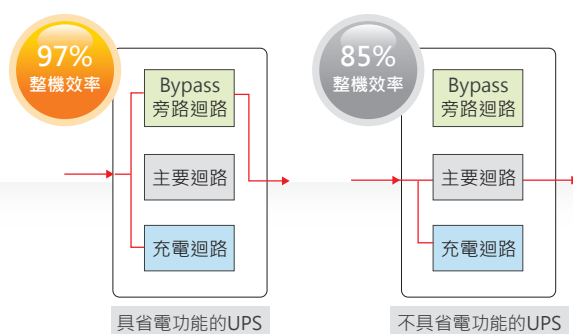 97%
整機效率
Bypass
旁路迴路
主要迴路
充電迴路
具省電功能的UPS
85%
整機效率
Bypass
旁路迴路
主要迴路
充電迴路
不具省電功能的UPS